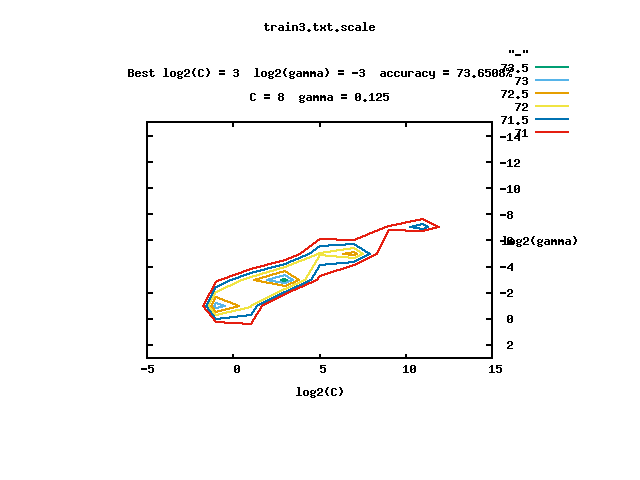 train3.txt.scale
"-"
Best log2(C) = 3  log2(gamma) = -3  accuracy = 73.6508%
73.5
73
72.5
72
71.5
71
C = 8  gamma = 0.125
-14
-12
-10
-8
-6
log2(gamma)
-4
-2
0
2
-5 0 5 10 15
log2(C)